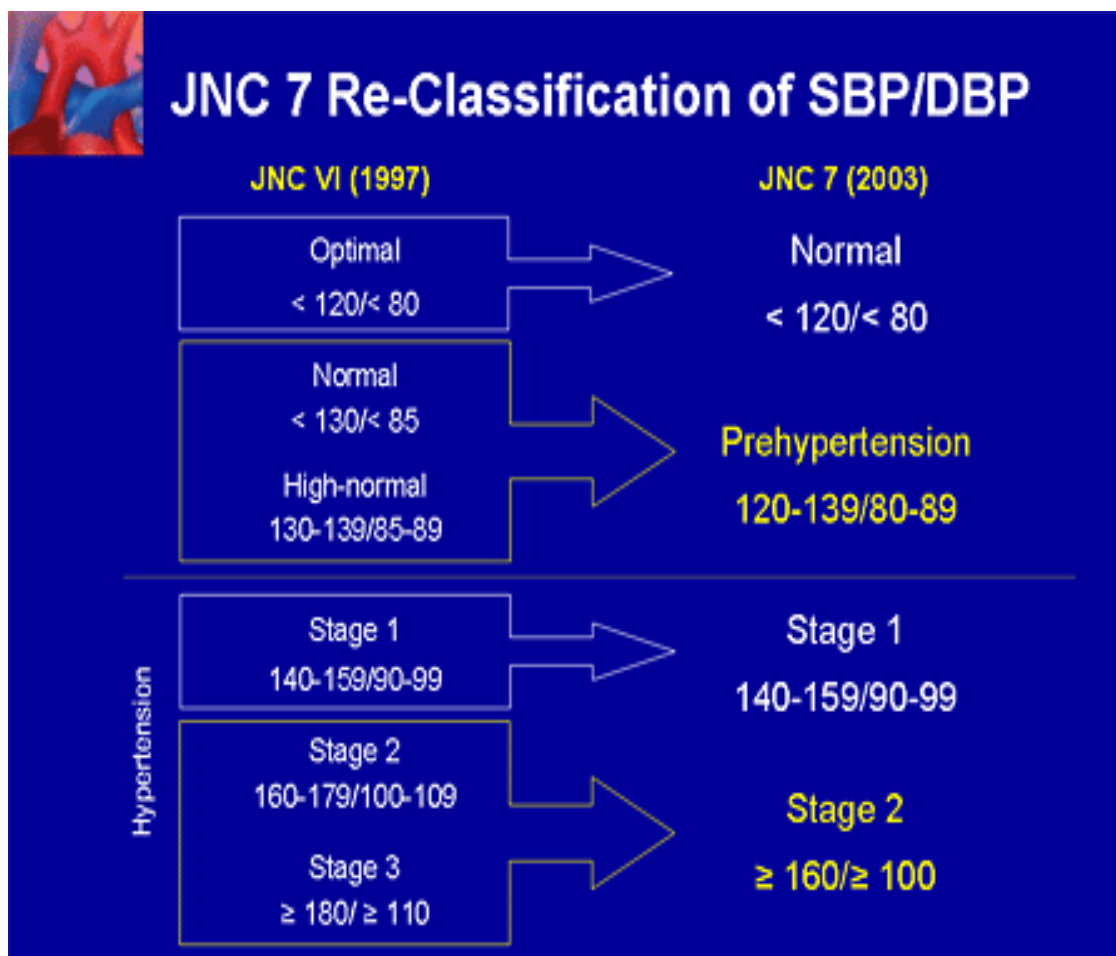 JNC 7 Re-Classification of SBP/DBP
JNC VI (1997)
JNC 7 (2003)
Optimal
< 120/< 80
Normal
< 120/< 80
Normal
< 130/< 85
High-normal
130-139/85-89
Prehypertension
120-139/80-89
Hypertension
Stage 1
140-159/90-99
Stage 1
140-159/90-99
Stage 2
160-179/100-109
Stage 3
≥ 180/ ≥ 110
Stage 2
≥ 160/≥ 100